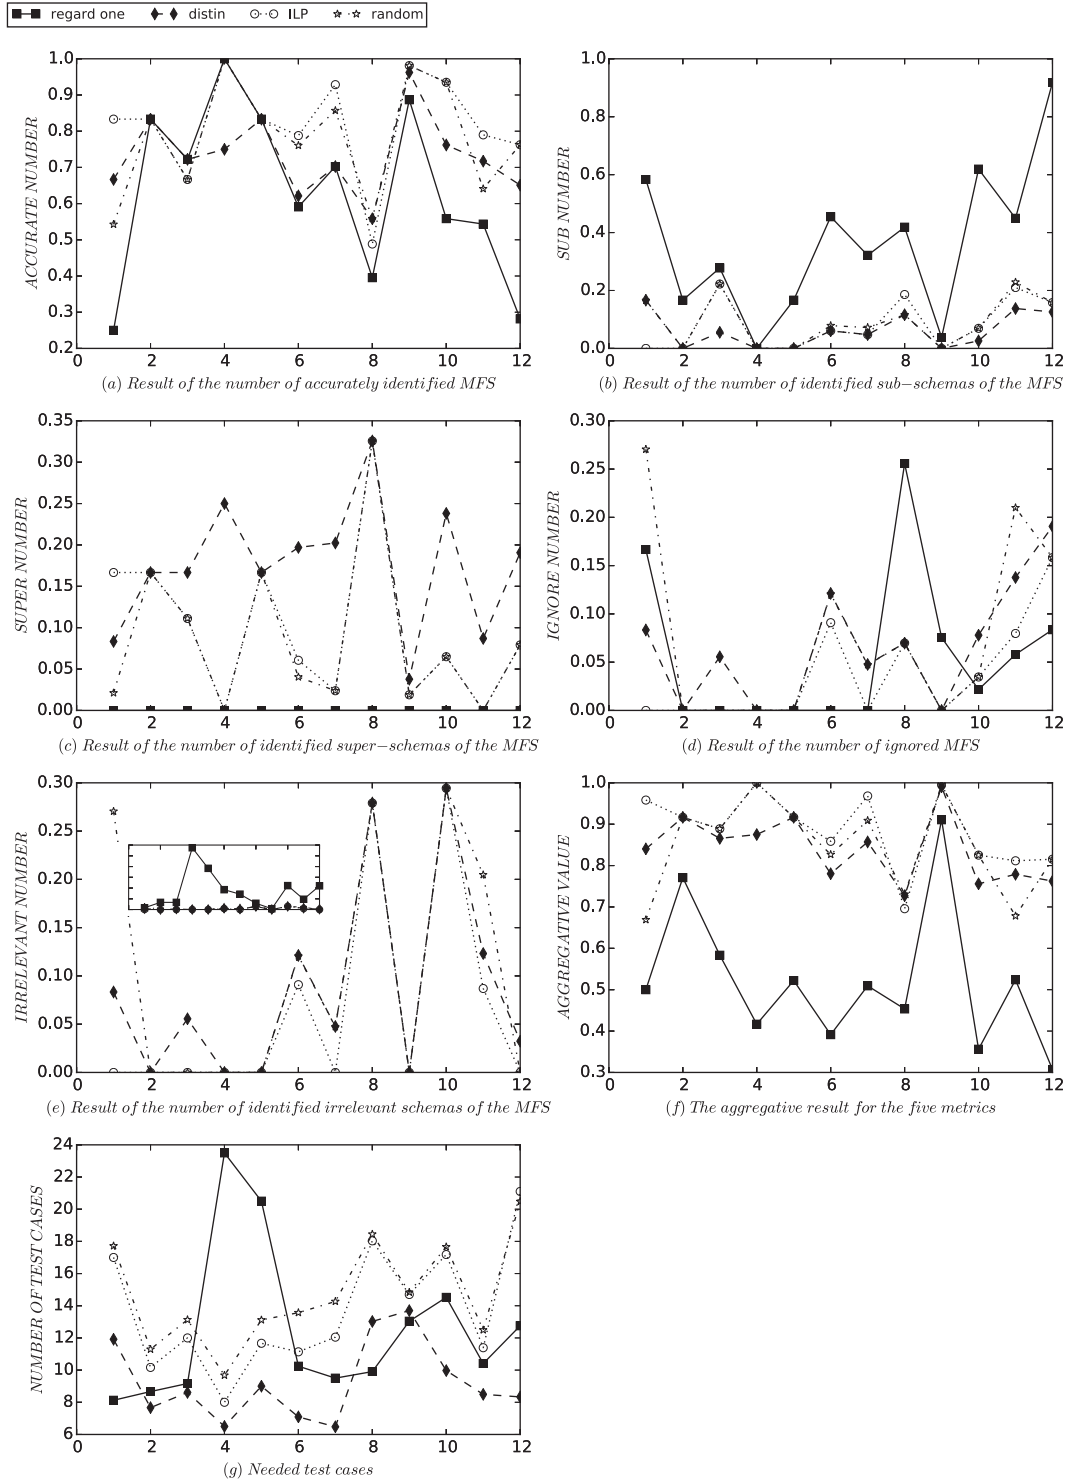 regard one distin ILP random
1.0
0.9
0.8
0.7
0.6
0.5
0.4
0.3
0.2
ACCURATE NUMBER
0 2 4 6 8 10 12
(a) Result of the number of accurately identified MFS
1.0
0.8
0.6
0.4
0.2
0.0
SUB NUMBER
0 2 4 6 8 10 12
(b) Result of the number of identified sub−schemas of the MFS
0.35
0.30
0.25
0.20
0.15
0.10
0.05
0.00
SUPER NUMBER
0 2 4 6 8 10 12
(c) Result of the number of identified super−schemas of the MFS
0.30
0.25
0.20
0.15
0.10
0.05
0.00
IGNORE NUMBER
0 2 4 6 8 10 12
(d) Result of the number of ignored MFS
0.30
0.25
0.20
0.15
0.10
0.05
0.00
IRRELEVANT NUMBER
0 2 4 6 8 10 12
(e) Result of the number of identified irrelevant schemas of the MFS
1.0
0.9
0.8
0.7
0.6
0.5
0.4
0.3
AGGREGATIVE VALUE
0 2 4 6 8 10 12
(f) The aggregative result for the five metrics
24
22
20
18
16
14
12
10
8
6
NUMBER OF TEST CASES
0 2 4 6 8 10 12
(g) Needed test cases